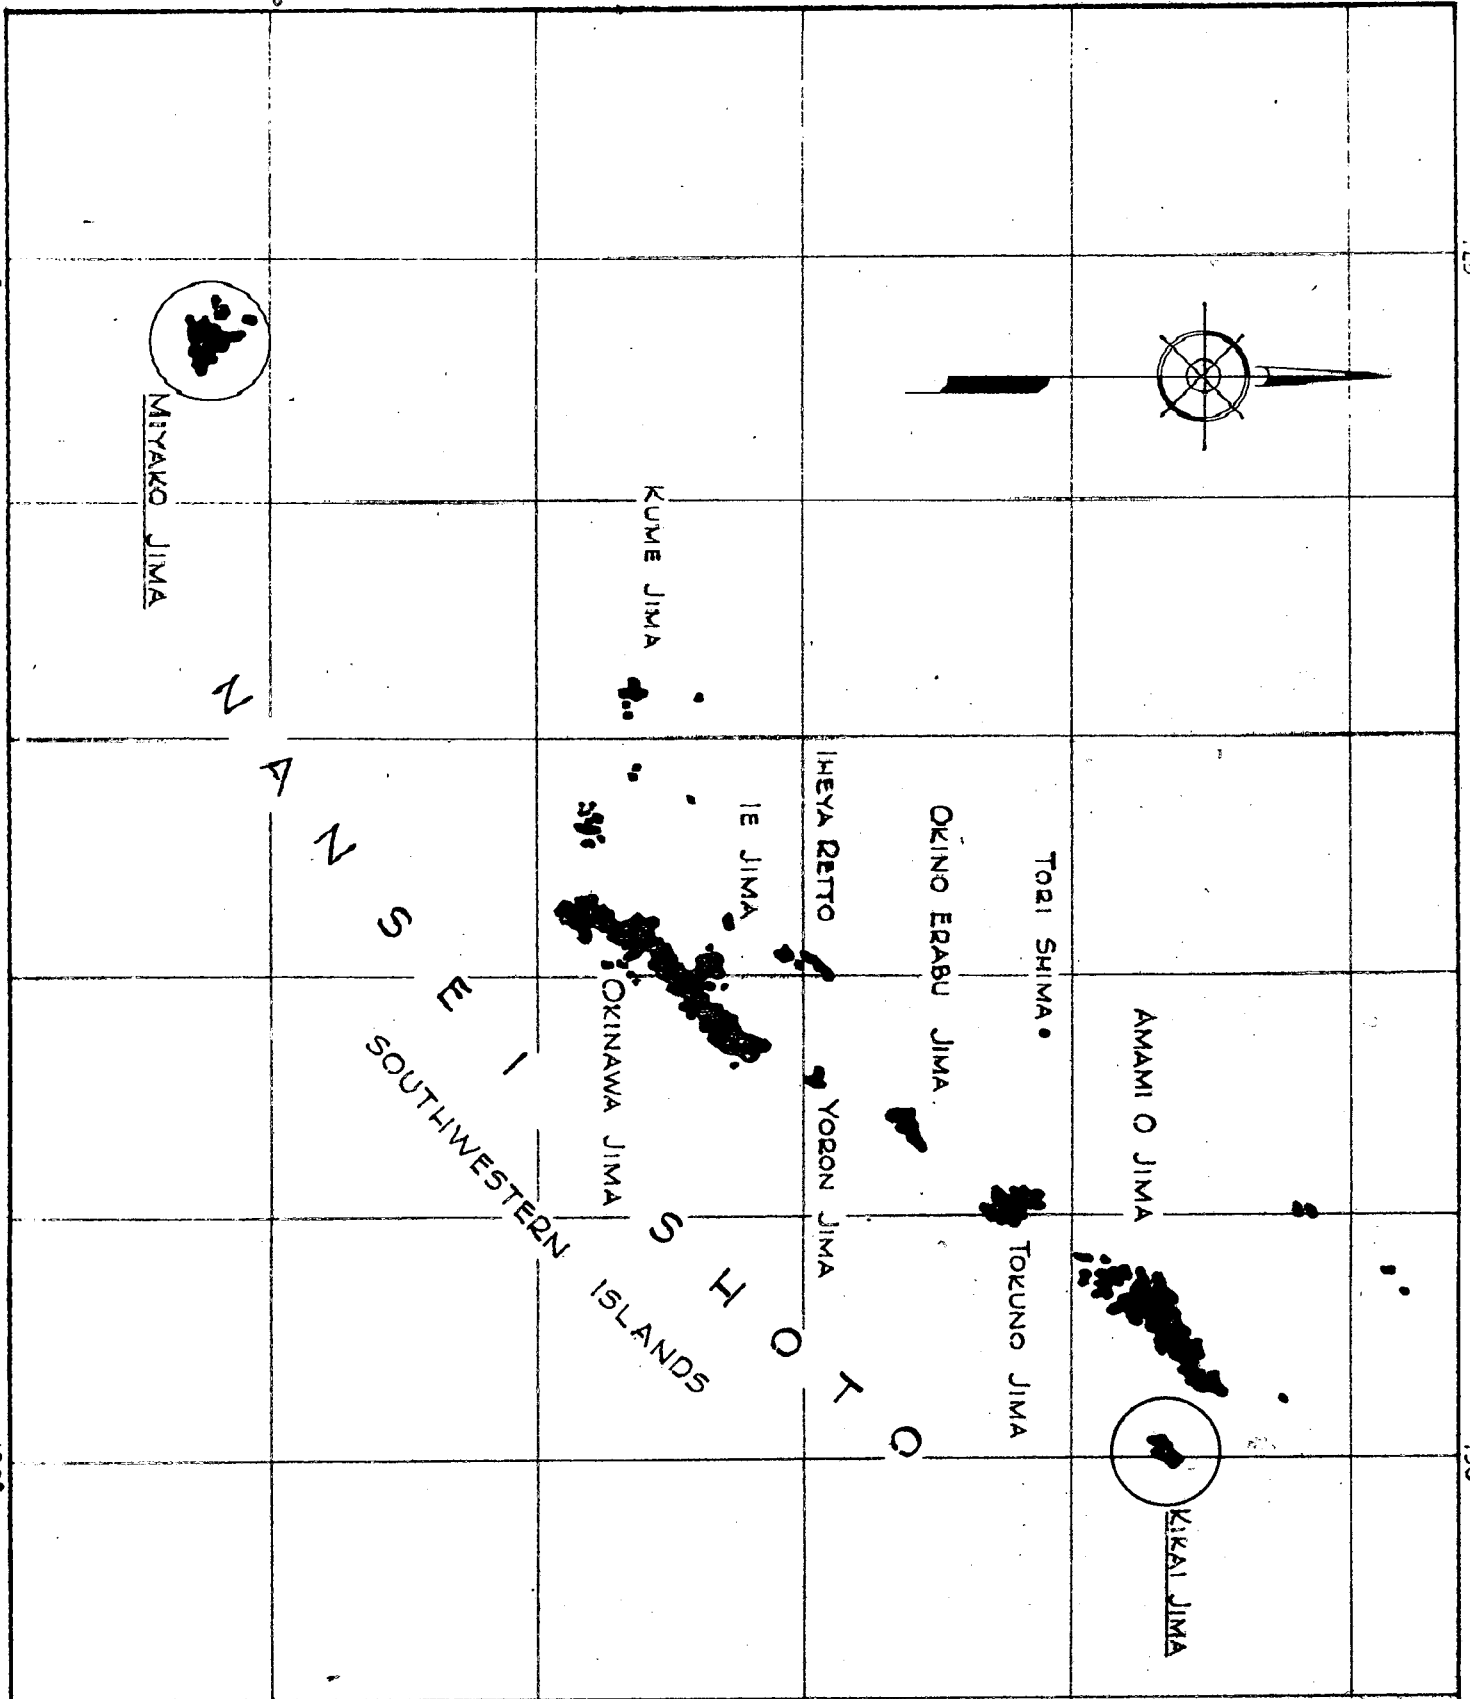 AMAMI O JIMA
KIKAI JIMA
TORI SHIMA
TOKUNO JIMA
OKINO ERABU JIMA
IHEYA RETTO
YORON JIMA
IE JIMA
KUME JIMA
OKINAWA JIMA
NANSEI SHOTO
SOUTHWESTERN ISLANDS
MIYAKO JIMA